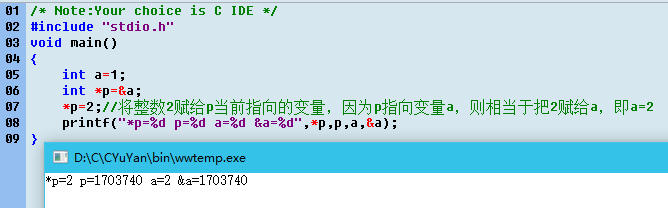 01 /* Note:Your choice is C IDE */
02 #include "stdio.h"
03 void main()
04 {
05 int a=1;
06 int *p=&a;
07 *p=2;//将整数2赋给p当前指向的变量，因为p指向变量a，则相当于把2赋给a，即a=2
08 printf("*p=%d p=%d a=%d &a=%d",*p,p,a,&a);
09 }
D:\C\CYuYan\bin\wwtemp.exe
*p=2 p=1703740 a=2 &a=1703740